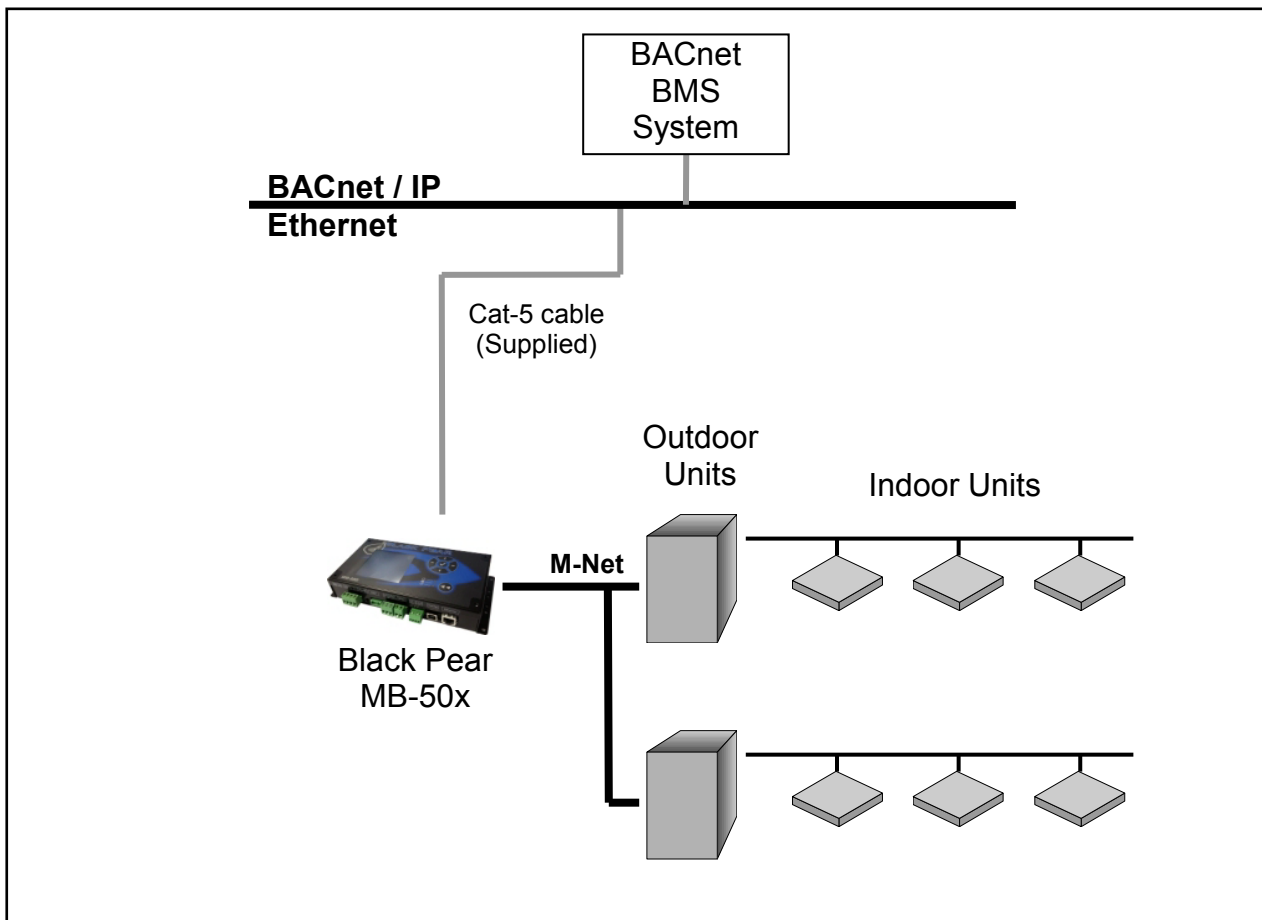 BACnet
BMS
System
BACnet / IP
Ethernet
Cat-5 cable
(Supplied)
Outdoor
Units
Indoor Units
M-Net
Black Pear
MB-50x